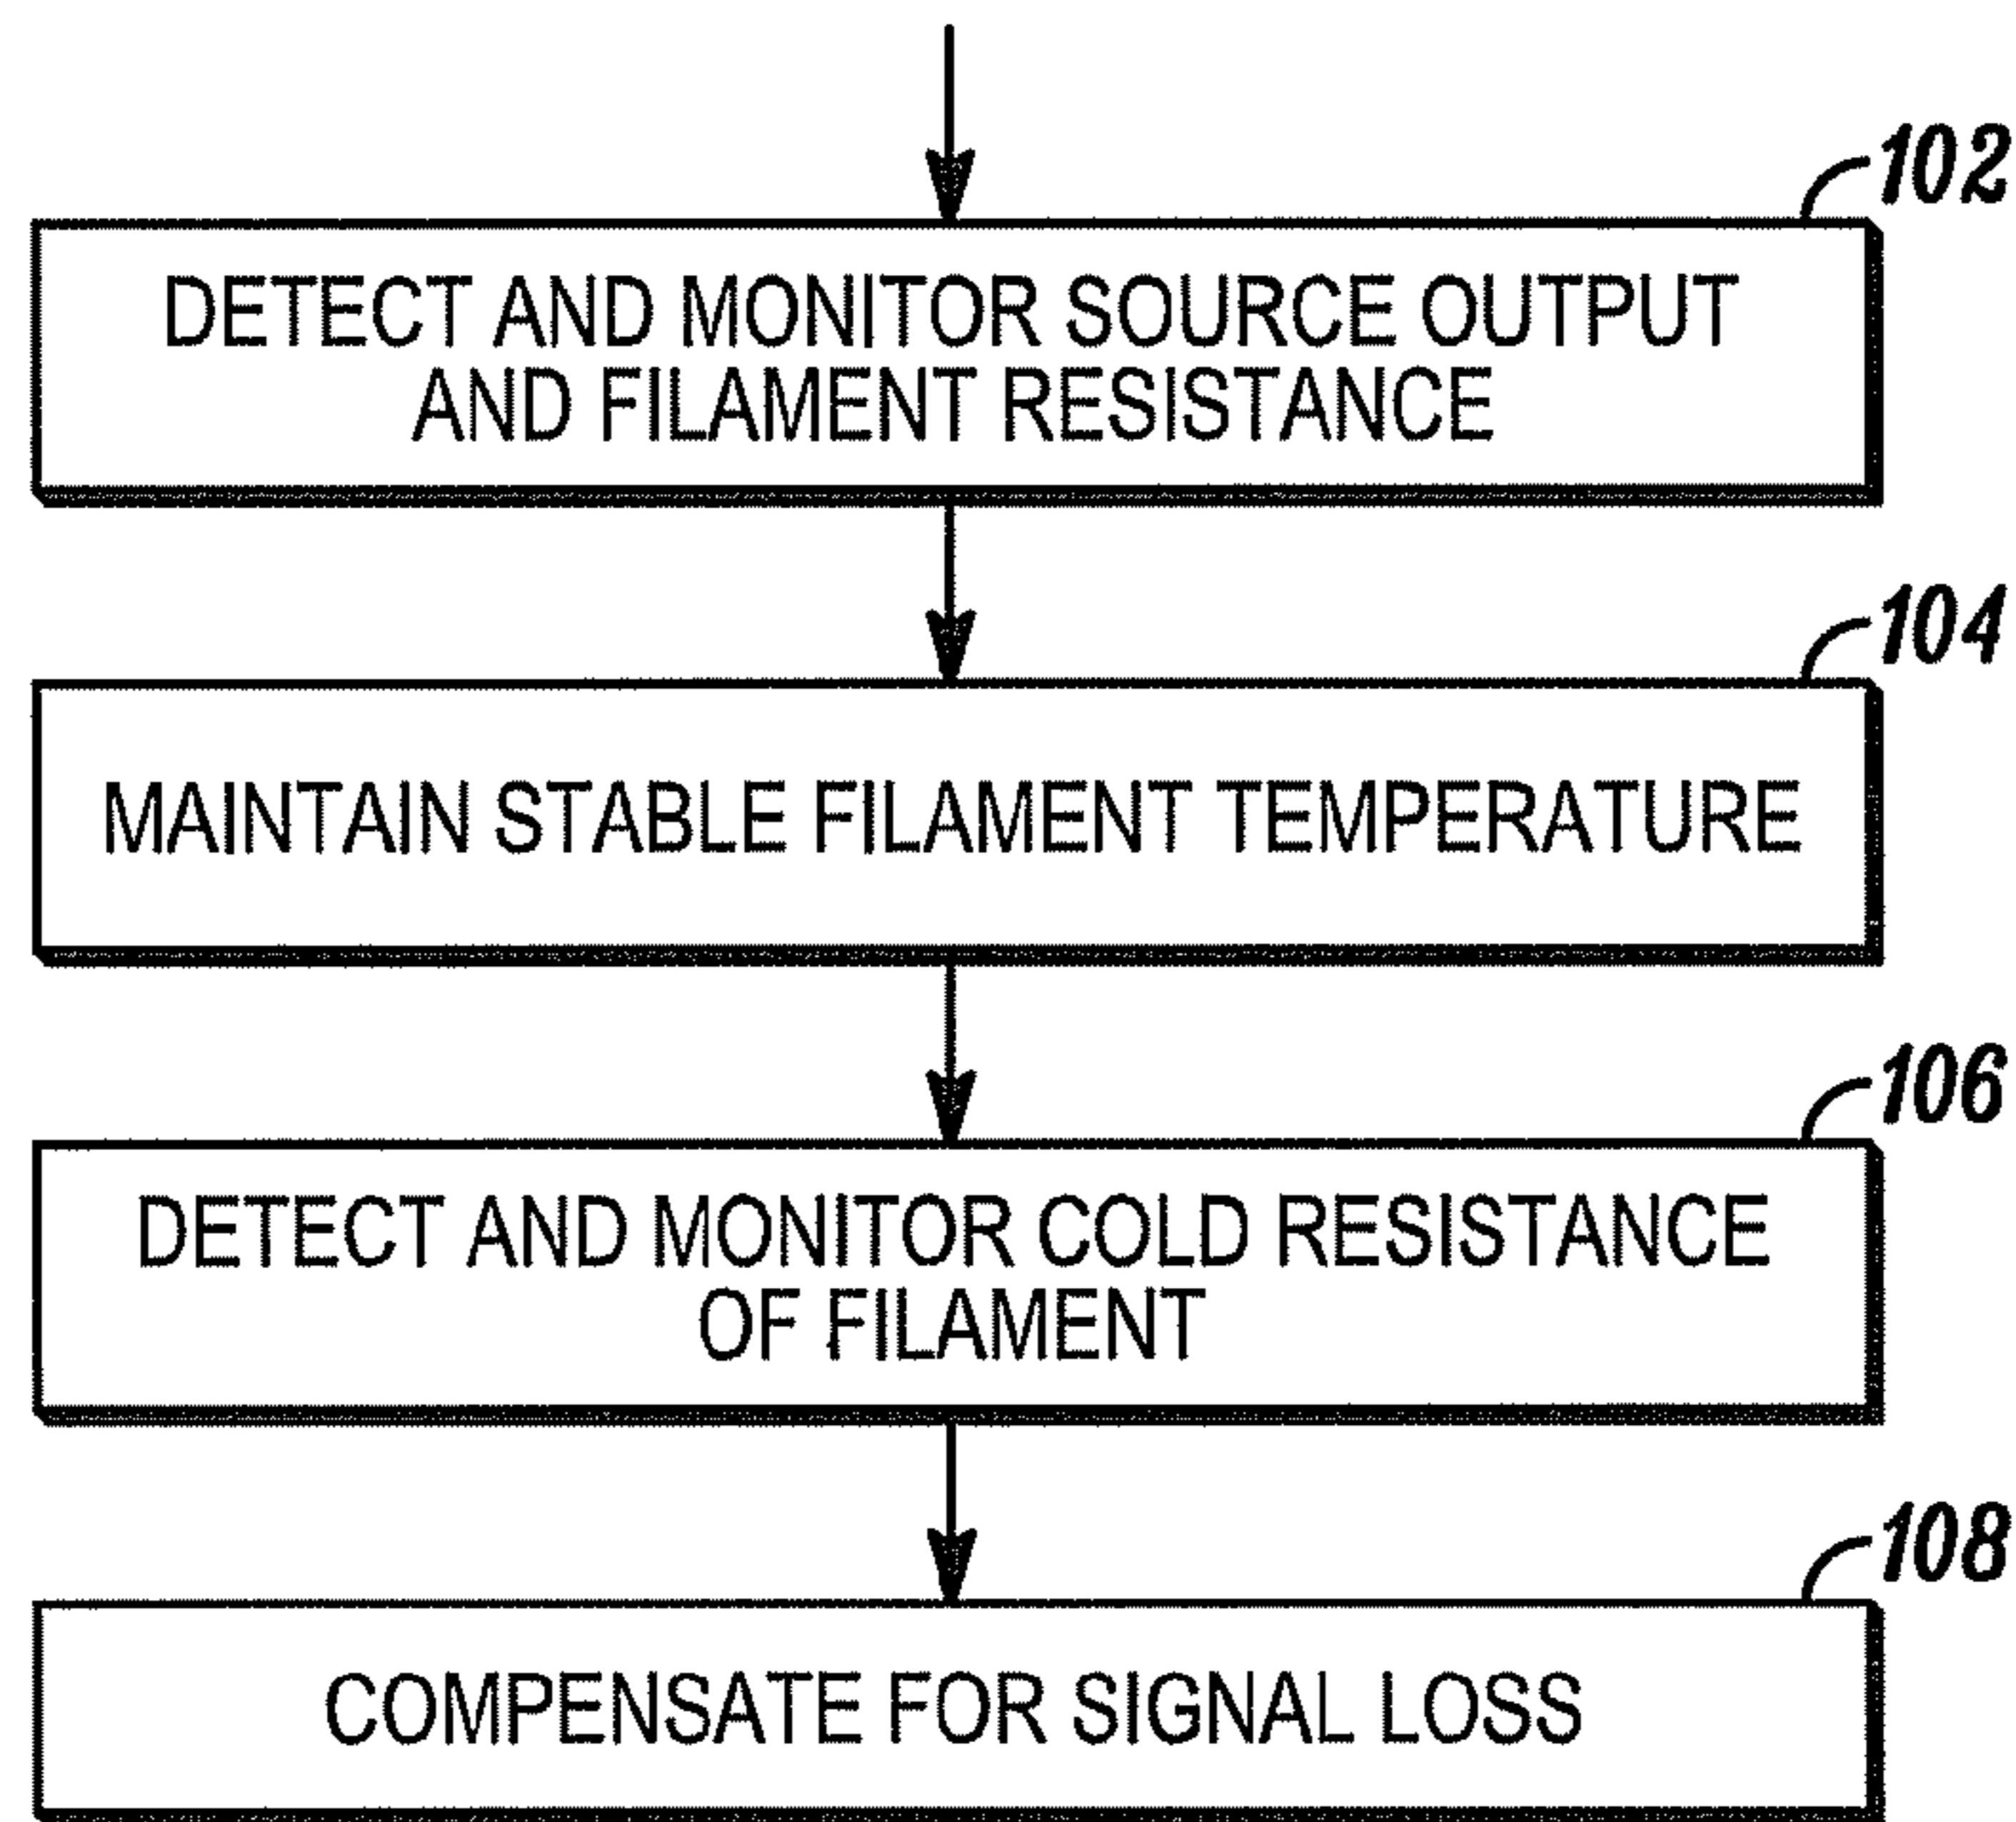 102
DETECT AND MONITOR SOURCE OUTPUT
AND FILAMENT RESISTANCE
104
MAINTAIN STABLE FILAMENT TEMPERATURE
106
DETECT AND MONITOR COLD RESISTANCE
OF FILAMENT
108
COMPENSATE FOR SIGNAL LOSS